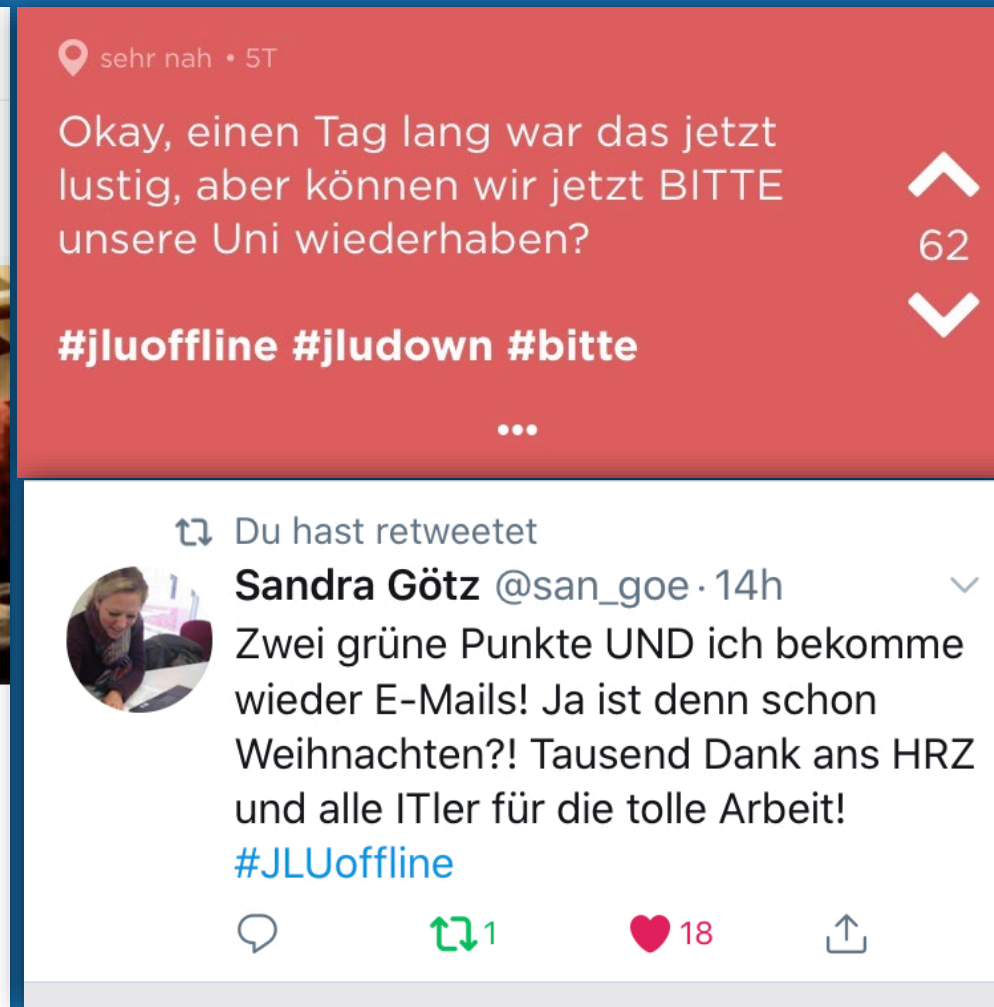 sehr nah • 5T
Okay, einen Tag lang war das jetzt
lustig, aber können wir jetzt BITTE
unsere Uni wiederhaben?
62
#jluoffline #jludown #bitte
Du hast retweetet
Sandra Götz @san_goe · 14h
Zwei grüne Punkte UND ich bekomme
wieder E-Mails! Ja ist denn schon
Weihnachten?! Tausend Dank ans HRZ
und alle ITler für die tolle Arbeit!
#JLUoffline
1 18